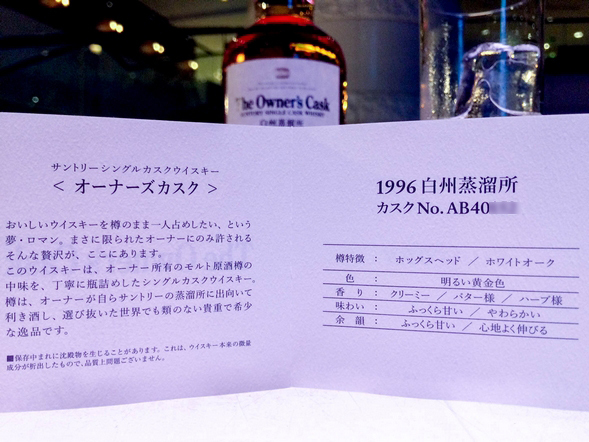 The Owner's Cask
SUNTORY SINGLE CASK WHISKY
白州蒸留所
サントリーシングルカスクウイスキー
< オーナーズカスク >
おいしいウイスキーを樽のまま一人占めしたい、という
夢・ロマン。まさに限られたオーナーにのみ許される
そんな贅沢が、ここにあります。
このウイスキーは、オーナー所有のモルト原酒樽の
中味を、丁寧に瓶詰めしたシングルカスクウイスキー。
樽は、オーナーが自らサントリーの蒸溜所に出向いて
利き酒し、選び抜いた世界でも類のない貴重で希少
な逸品です。
■保存中まれに沈殿物を生じることがあります。これは、ウイスキー本来の微量
成分が析出したもので、品質上問題ございません。
1996 白州蒸溜所
カスク No. AB40
樽特徴 : ホッグスヘッド / ホワイトオーク
色 : 明るい黄金色
香り : クリーミー / バター様 / ハーブ様
味わい : ふっくら甘い / やわらかい
余韻 : ふっくら甘い / 心地よく伸びる